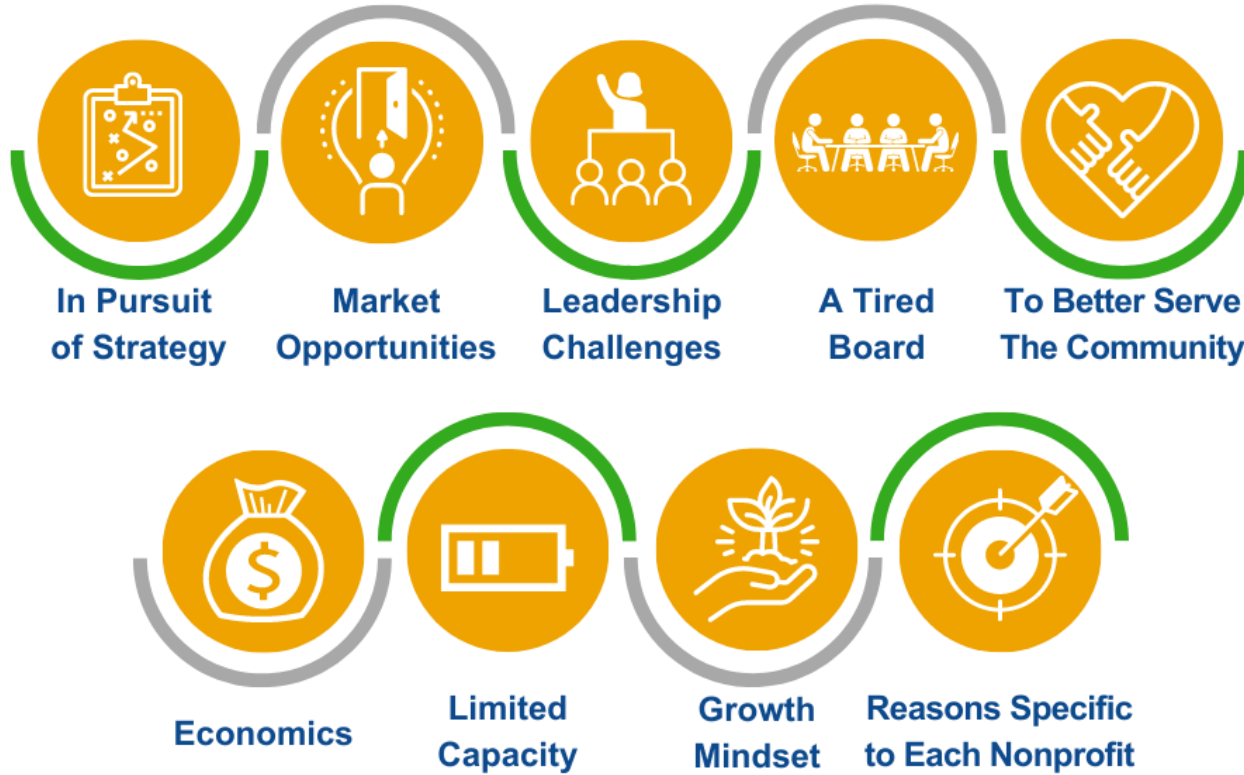 In Pursuit
of Strategy
Market
Opportunities
Leadership
Challenges
A Tired
Board
To Better Serve
The Community
$
Economics
Limited
Capacity
Growth
Mindset
Reasons Specific
to Each Nonprofit